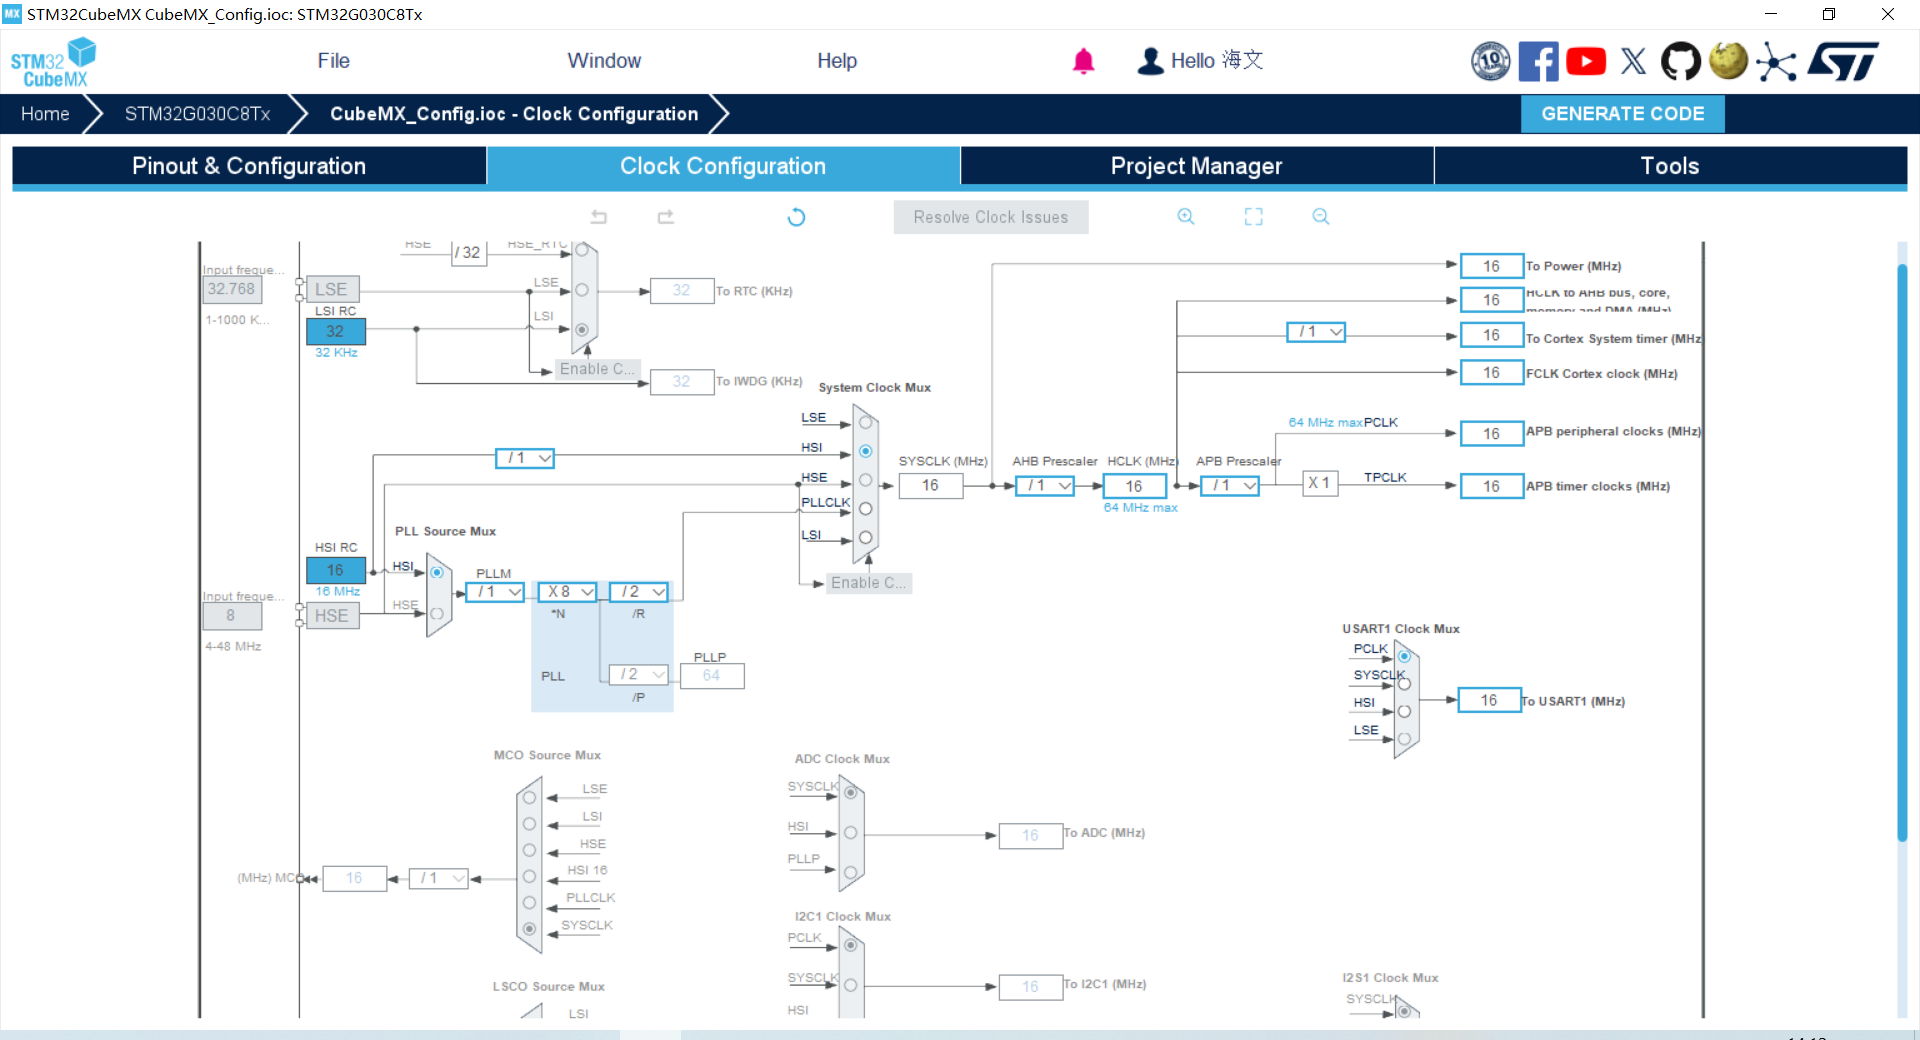 STM32CubeMX CubeMX_Config.ioc: STM32G030C8Tx
STM32
CubeMX
File
Window
Help
Hello 海文
10
Home
STM32G030C8Tx
CubeMX_Config.ioc - Clock Configuration
GENERATE CODE
Pinout & Configuration
Clock Configuration
Project Manager
Tools
Resolve Clock Issues
HSE
/ 32
HSE_RTC
Input freque...
32.768
1-1000 K...
LSE
LSI RC
32
32 KHz
LSE
LSI
32
To RTC (KHz)
Enable C...
32
To IWDG (KHz)
System Clock Mux
LSE
HSI
HSE
PLLCLK
LSI
Enable C...
/ 1
SYSCLK (MHz)
16
AHB Prescaler
/ 1
HCLK (MHz)
16
64 MHz max
APB Prescaler
/ 1
16
To Power (MHz)
16
HCLK to AHB bus, core,
memory and DMA (MHz)
/ 1
16
To Cortex System timer (MHz
16
FCLK Cortex clock (MHz)
64 MHz max
PCLK
16
APB peripheral clocks (MHz)
X 1
TPCLK
16
APB timer clocks (MHz)
PLL Source Mux
HSI RC
16
16 MHz
HSI
HSE
Input freque...
8
4-48 MHz
HSE
PLLM
/ 1
X 8
*N
/ 2
/R
PLL
/ 2
/P
PLLP
64
USART1 Clock Mux
PCLK
SYSCLK
HSI
LSE
16
To USART1 (MHz)
MCO Source Mux
LSE
LSI
HSE
HSI 16
PLLCLK
SYSCLK
(MHz) MCO
16
/ 1
ADC Clock Mux
SYSCLK
HSI
PLLP
16
To ADC (MHz)
I2C1 Clock Mux
PCLK
SYSCLK
HSI
16
To I2C1 (MHz)
LSCO Source Mux
LSI
I2S1 Clock Mux
SYSCLK